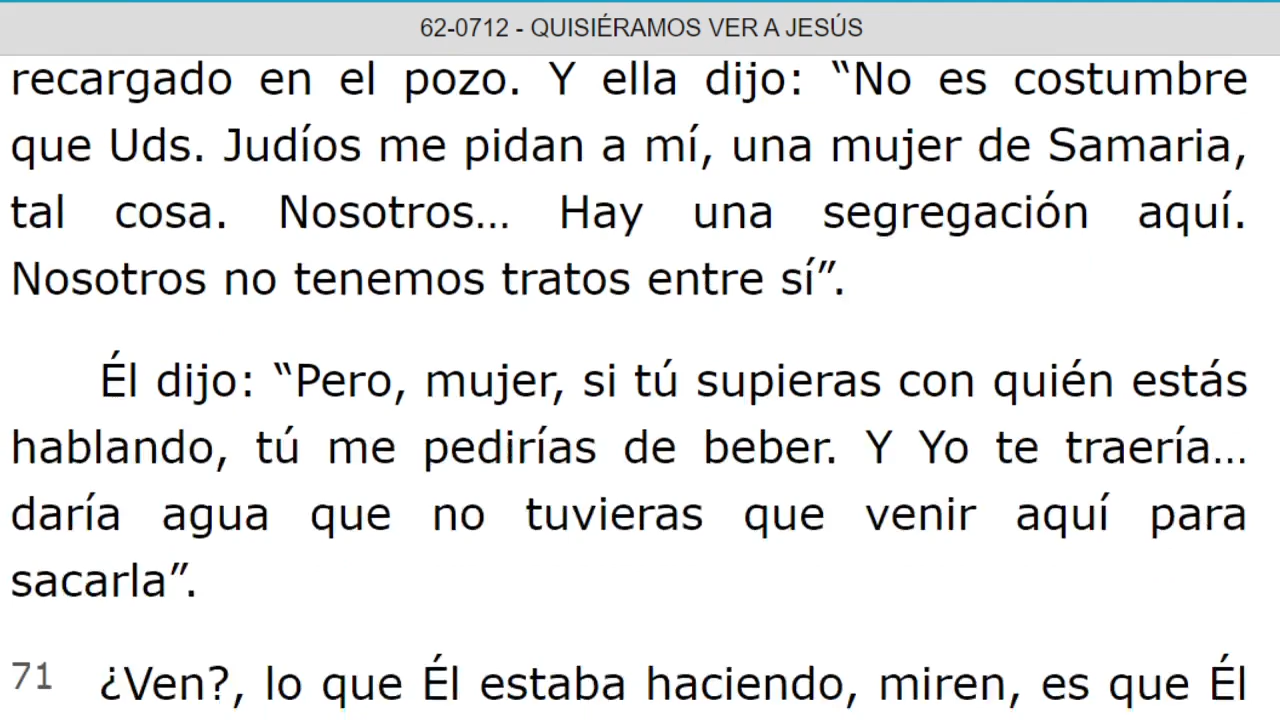 62-0712 - QUISIÉRAMOS VER A JESÚS
recargado en el pozo. Y ella dijo: “No es costumbre
que Uds. Judíos me pidan a mí, una mujer de Samaria,
tal cosa. Nosotros… Hay una segregación aquí.
Nosotros no tenemos tratos entre sí”.
Él dijo: “Pero, mujer, si tú supieras con quién estás
hablando, tú me pedirías de beber. Y Yo te traería…
daría agua que no tuvieras que venir aquí para
sacarla”.
71 ¿Ven?, lo que Él estaba haciendo, miren, es que Él